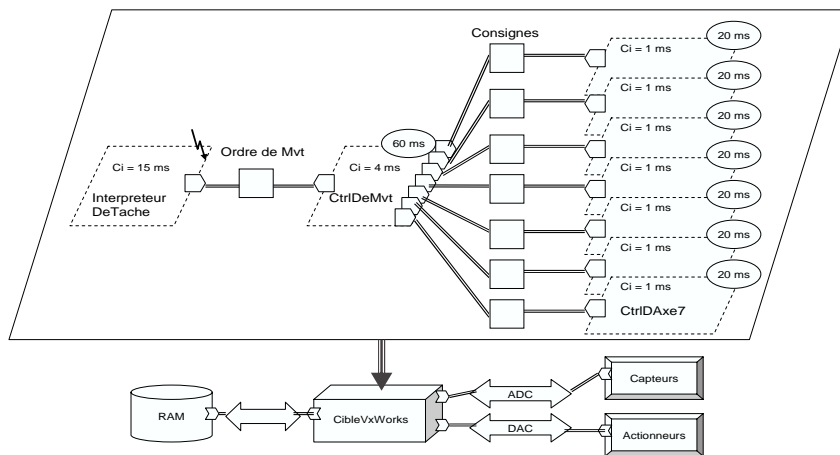 Consignes
20 ms
Ci = 1 ms
20 ms
Ci = 1 ms
20 ms
Ci = 1 ms
60 ms
20 ms
Ordre de Mvt
Ci = 15 ms
Ci = 4 ms
Ci = 1 ms
Interpreteur
DeTache
CtrlDeMvt
20 ms
Ci = 1 ms
20 ms
Ci = 1 ms
20 ms
Ci = 1 ms
CtrlDAxe7
RAM
CibleVxWorks
ADC
DAC
Capteurs
Actionneurs